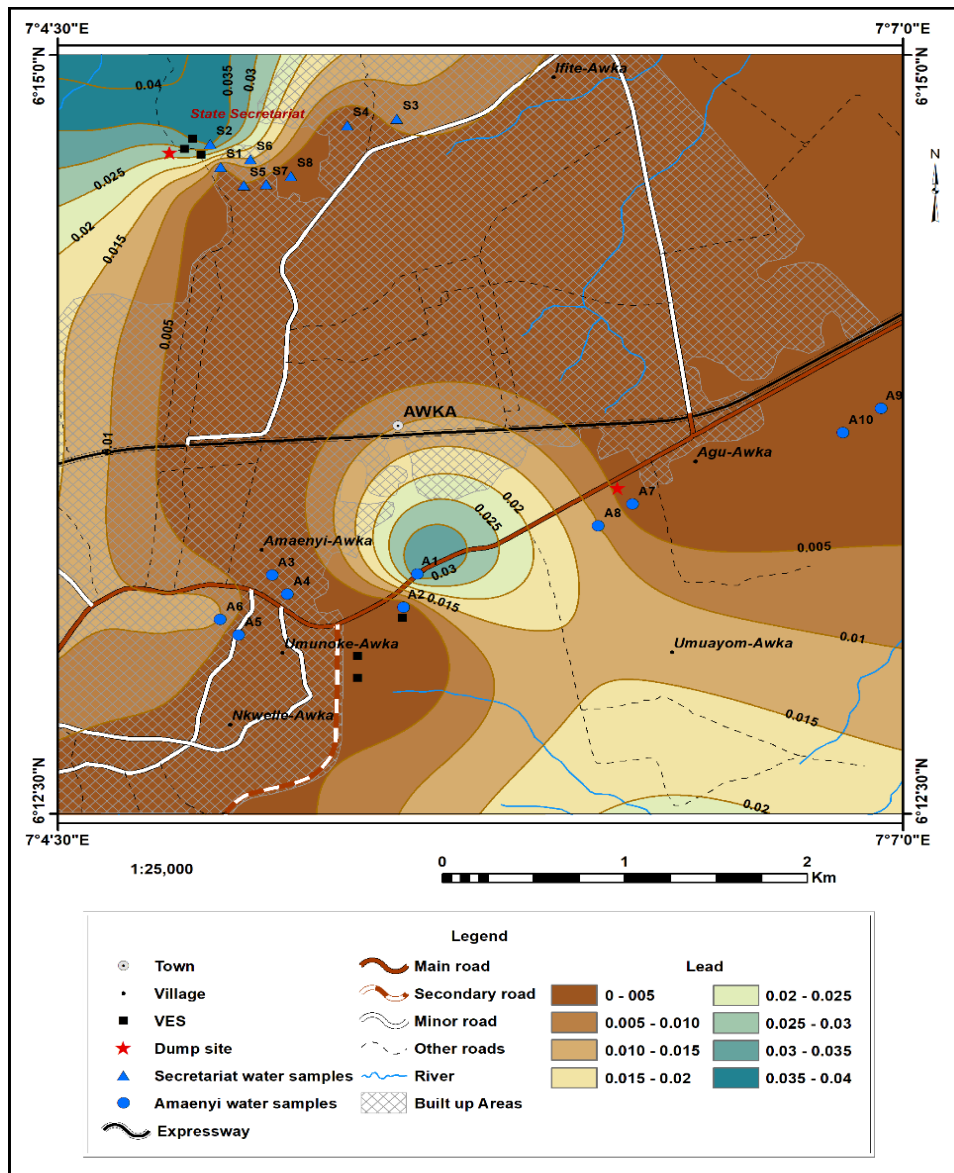 7°4'30"E
7°7'0"E
6°15'0"N
6°15'0"N
Ifite-Awka
0.04
0.035
0.03
State Secretariat
S4
S3
S2
S6
S1
S5
S7
S8
0.025
0.02
0.015
N
0.005
0.01
AWKA
A9
A10
Agu-Awka
0.02
0.025
A7
A8
0.005
Amaenyi-Awka
A3
A1
0.03
A4
0.015
A2
A6
A5
0.01
Umunoke-Awka
Umuayom-Awka
Nkwelle-Awka
0.015
0.02
6°12'30"N
6°12'30"N
7°4'30"E
7°7'0"E
1:25,000
0 1 2
Km
Legend
Town
Village
VES
Dump site
Secretariat water samples
Amaenyi water samples
Expressway
Main road
Secondary road
Minor road
Other roads
River
Built up Areas
Lead
0 - 005
0.005 - 0.010
0.010 - 0.015
0.015 - 0.02
0.02 - 0.025
0.025 - 0.03
0.03 - 0.035
0.035 - 0.04